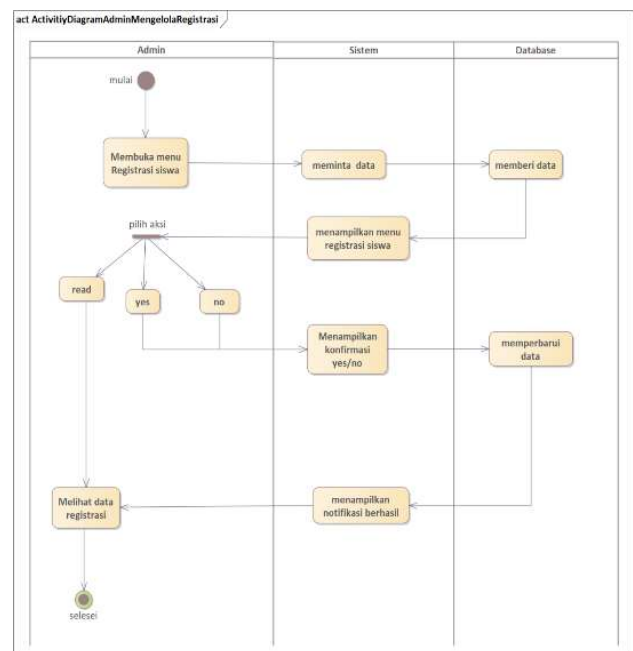 act ActivitiyDiagramAdminMengelolaRegistrasi
Admin
Sistem
Database
mulai
Membuka menu
Registrasi siswa
meminta data
memberi data
pilih aksi
menampilkan menu
registrasi siswa
read
yes
no
Menampilkan
konfirmasi
yes/no
memperbarui
data
Melihat data
registrasi
menampilkan
notifikasi berhasil
selesei